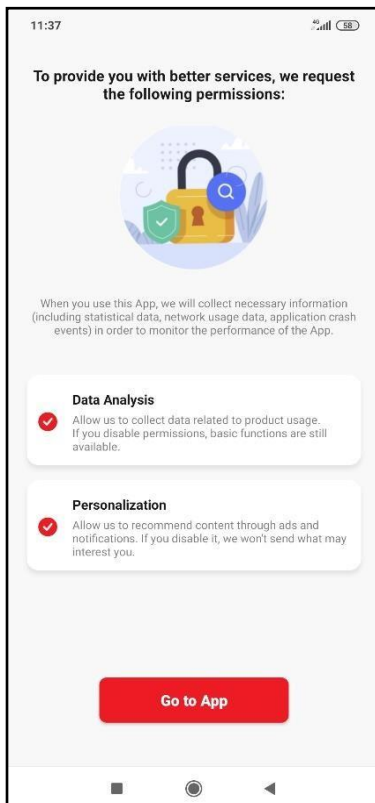 11:37
4G 58
To provide you with better services, we request
the following permissions:
When you use this App, we will collect necessary information
(including statistical data, network usage data, application crash
events) in order to monitor the performance of the App.
Data Analysis
Allow us to collect data related to product usage.
If you disable permissions, basic functions are still
available.
Personalization
Allow us to recommend content through ads and
notifications. If you disable it, we won't send what may
interest you.
Go to App